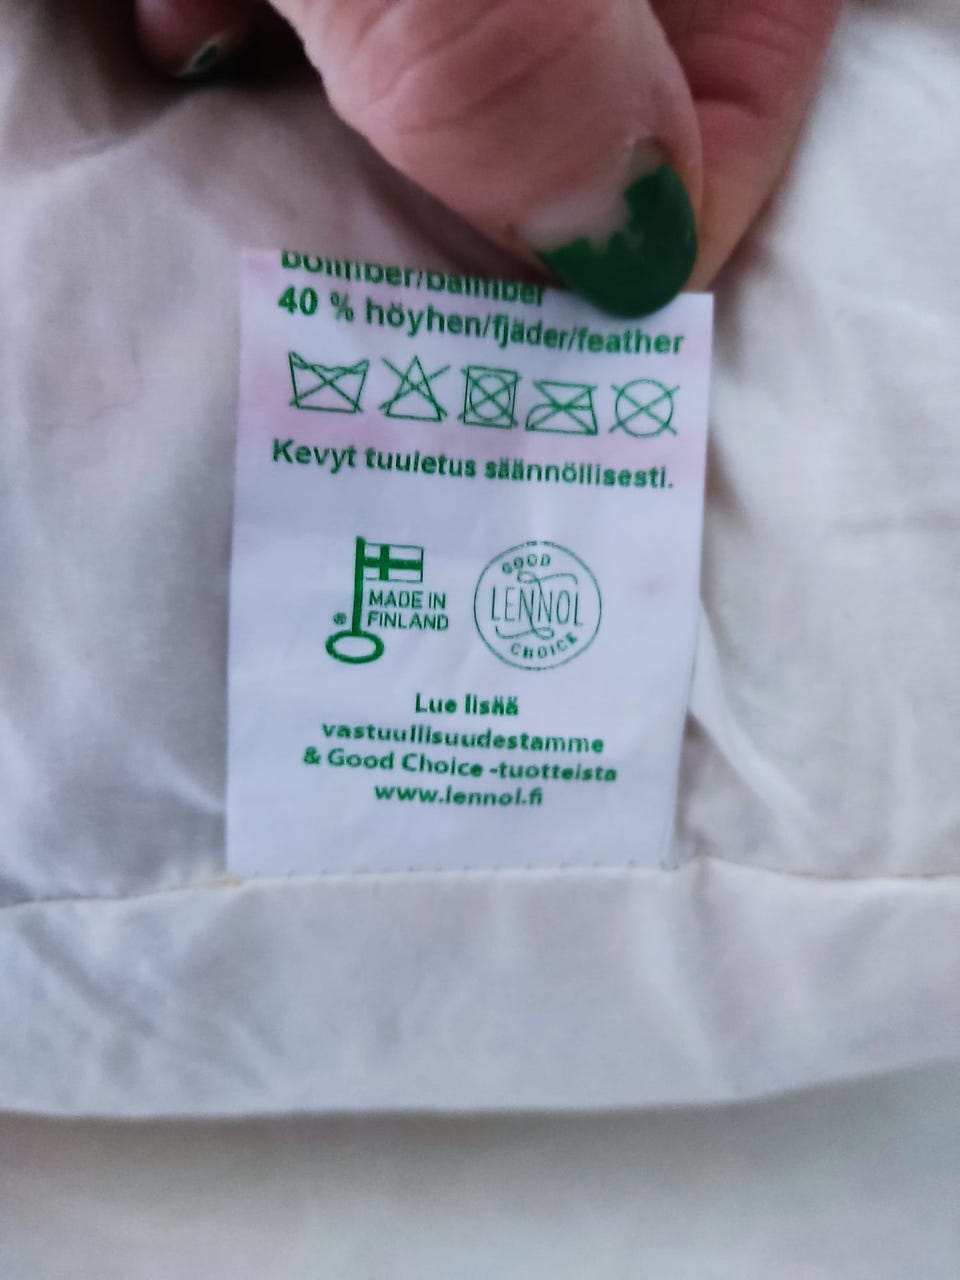 40 % höyhen/fjäder/feather
Kevyt tuuletus säännöllisesti.
MADE IN
® FINLAND
GOOD
LENNOL
CHOICE
Lue lisää
vastuullisuudestamme
& Good Choice -tuotteista
www.lennol.fi